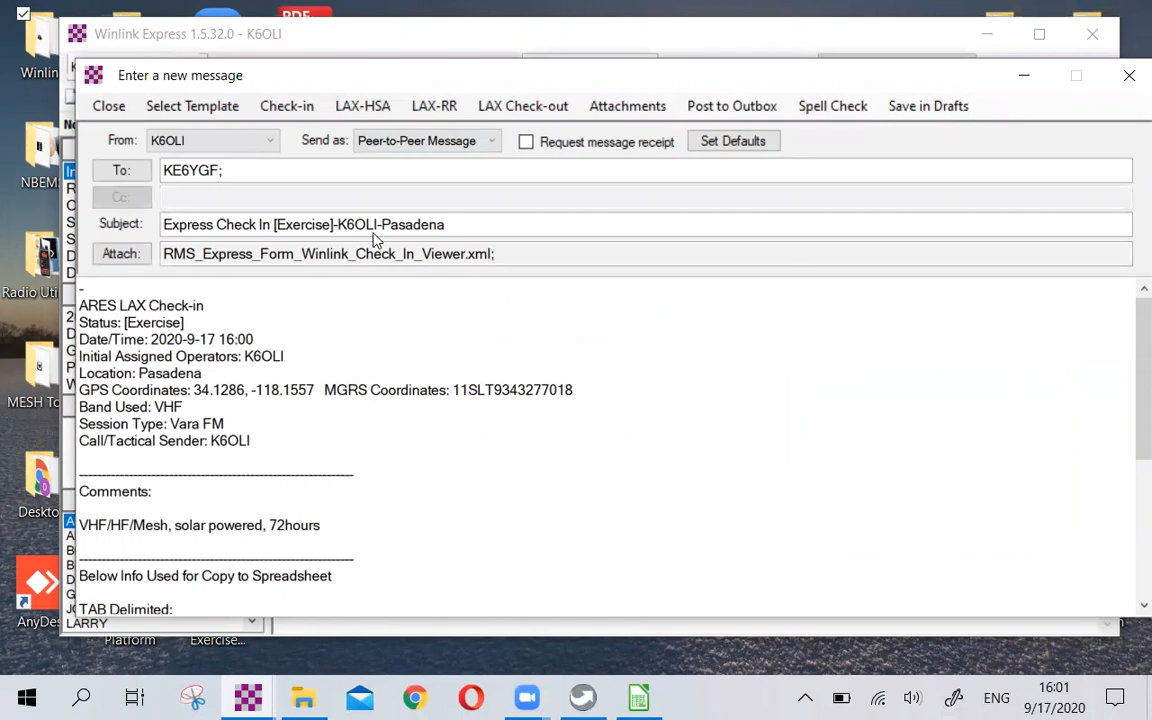 PDF
Winlink Express 1.5.32.0 - K6OLI
Winlin
Enter a new message
Close Select Template Check-in LAX-HSA LAX-RR LAX Check-out Attachments Post to Outbox Spell Check Save in Drafts
From: K6OLI Send as: Peer-to-Peer Message Request message receipt Set Defaults
To: KE6YGF;
Cc:
NBEM
Subject: Express Check In [Exercise]-K6OLI-Pasadena
Attach: RMS_Express_Form_Winlink_Check_In_Viewer.xml;
Radio Uti
-
ARES LAX Check-in
Status: [Exercise]
Date/Time: 2020-9-17 16:00
Initial Assigned Operators: K6OLI
Location: Pasadena
GPS Coordinates: 34.1286, -118.1557 MGRS Coordinates: 11SLT9343277018
MESH To
Band Used: VHF
Session Type: Vara FM
Call/Tactical Sender: K6OLI
Comments:
Deskto
VHF/HF/Mesh, solar powered, 72hours
Below Info Used for Copy to Spreadsheet
TAB Delimited:
AnyDes
LARRY
Platform Exercise...
ENG
16:01
9/17/2020